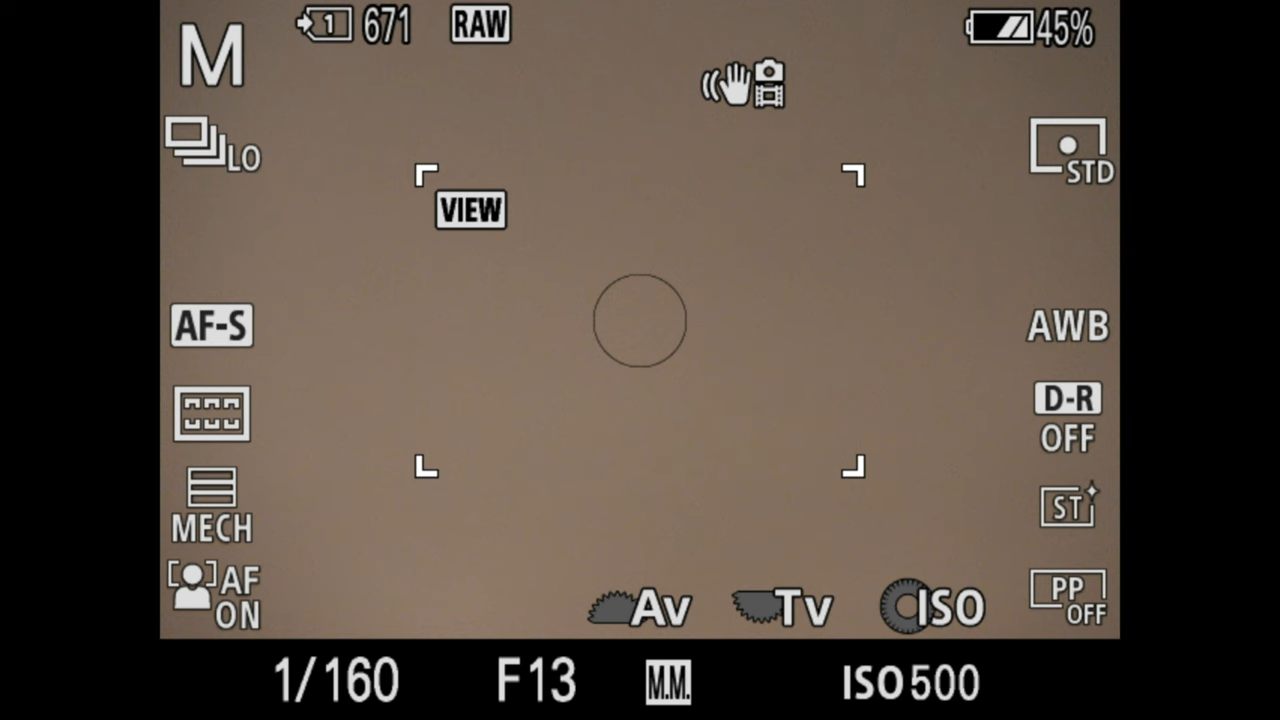 M 1 671 RAW 45%
LO STD
VIEW
AF-S AWB
D-R
OFF
MECH ST
AF
ON
Av Tv ISO PP
OFF
1/160 F13 M.M. ISO 500